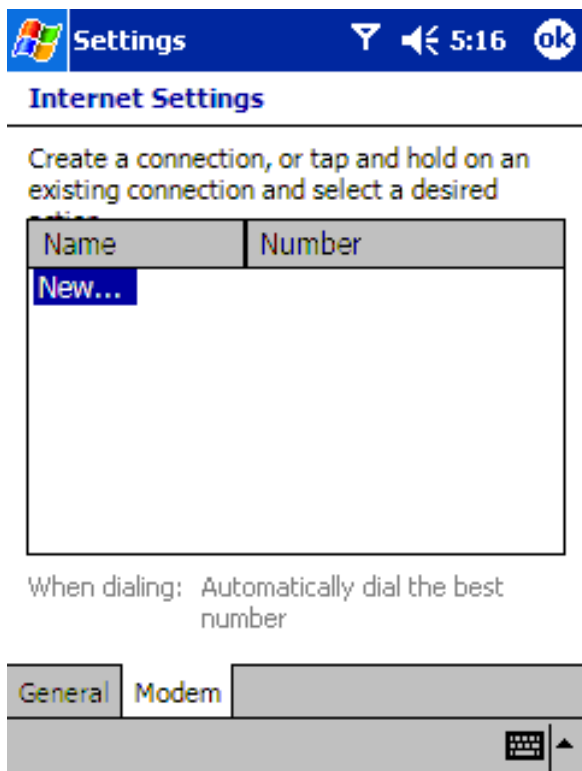 Settings 5:16 ok
Internet Settings
Create a connection, or tap and hold on an
existing connection and select a desired
action.
Name Number
New...
When dialing: Automatically dial the best
number
General Modem